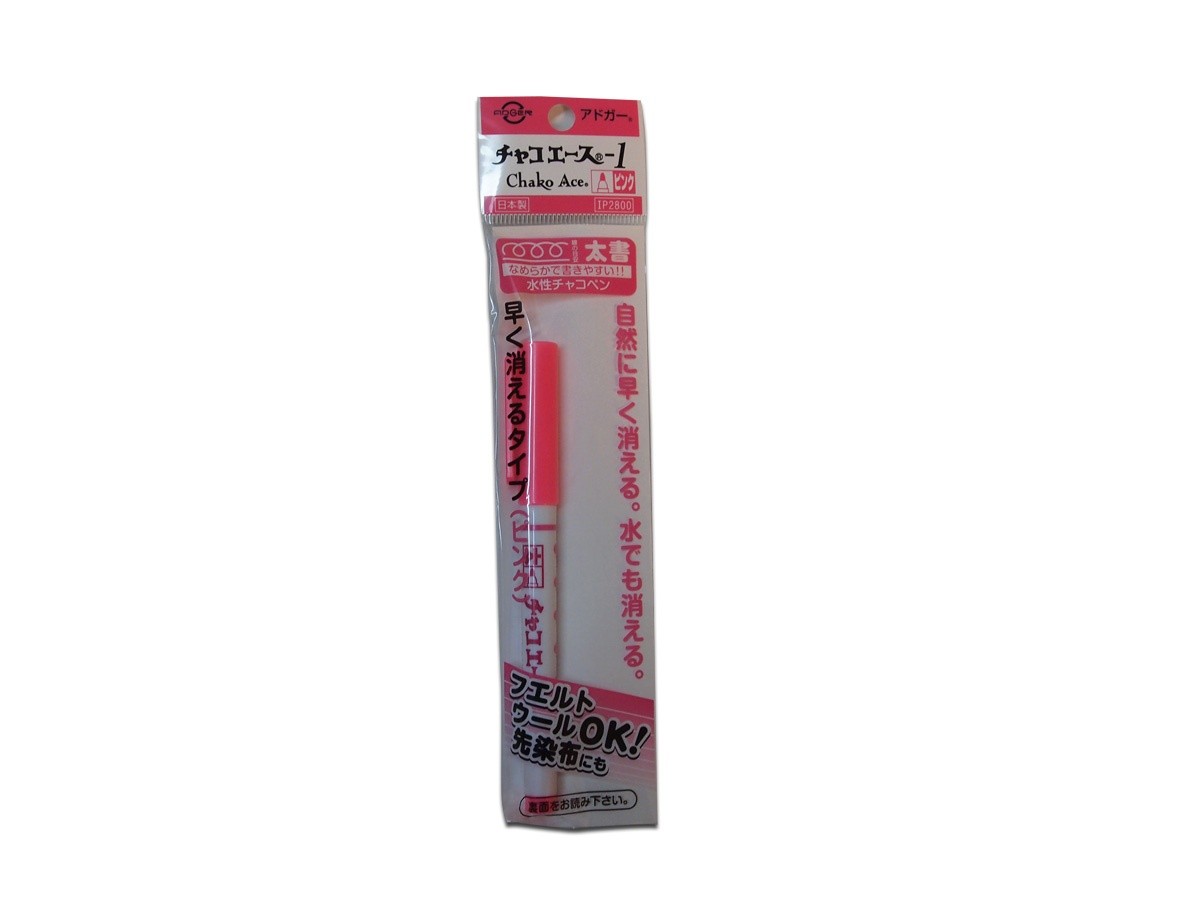 ADGER アドガー®
チャコエース®-1
Chako Ace® ピンク
日本製 IP2800
太書
なめらかで書きやすい!!
水性チャコペン
自然に早く消える。水でも消える。
早く消えるタイプ(ピンク)
チャコ
フエルト
ウールOK!
先染布にも
裏面をお読み下さい。